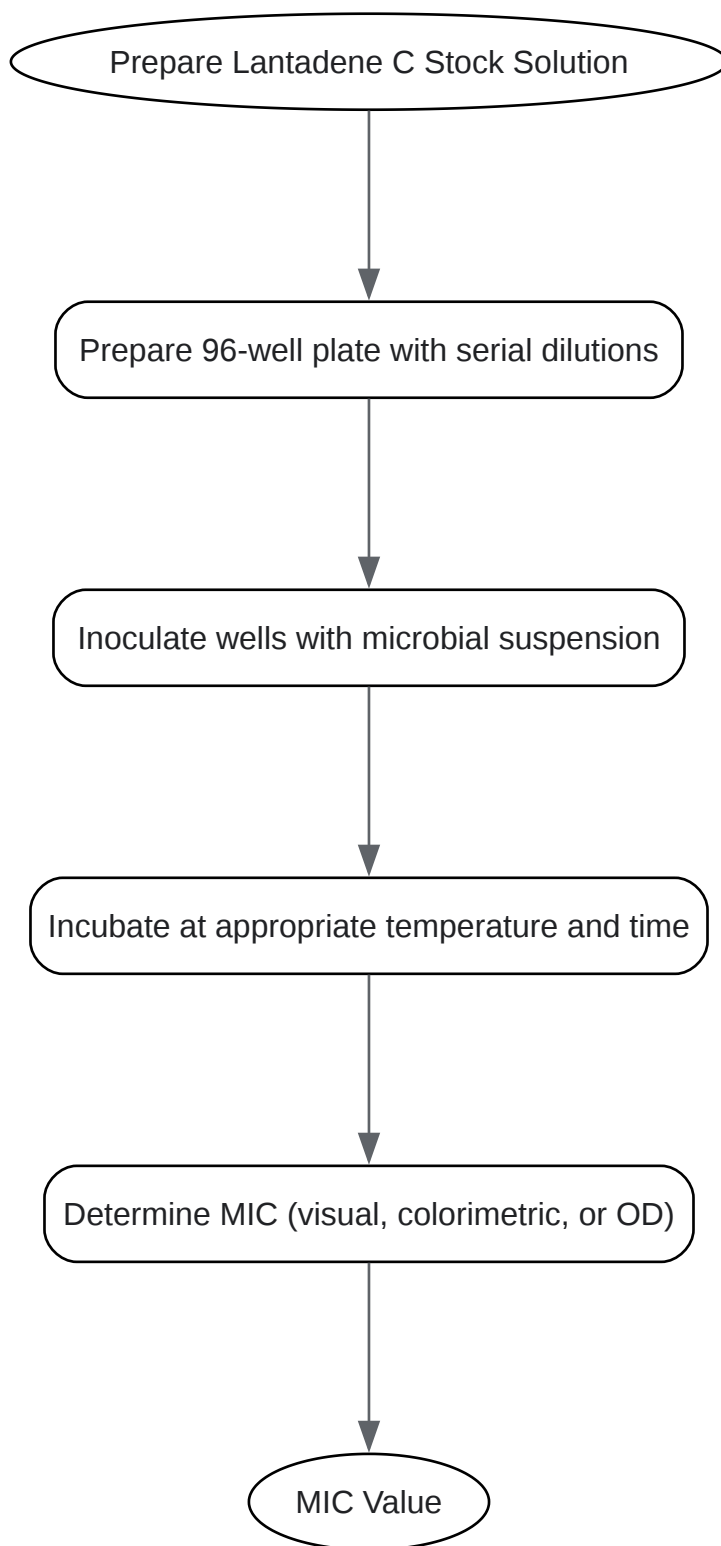 Prepare Lantadene C Stock Solution
Prepare 96-well plate with serial dilutions
Inoculate wells with microbial suspension
Incubate at appropriate temperature and time
Determine MIC (visual, colorimetric, or OD)
MIC Value